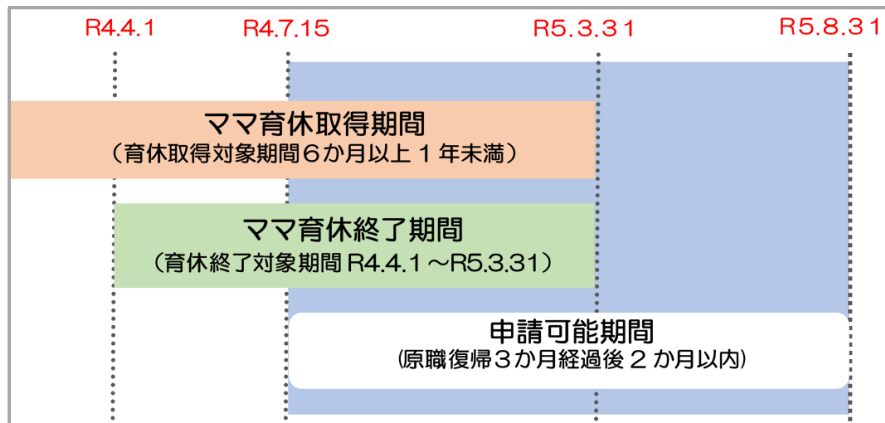 R4.4.1 R4.7.15 R5.3.31 R5.8.31
ママ育休取得期間
（育休取得対象期間６か月以上 1 年未満）
ママ育休終了期間
（育休終了対象期間 R4.4.1 ～R5.3.31）
申請可能期間
(原職復帰３か月経過後 2 か月以内)